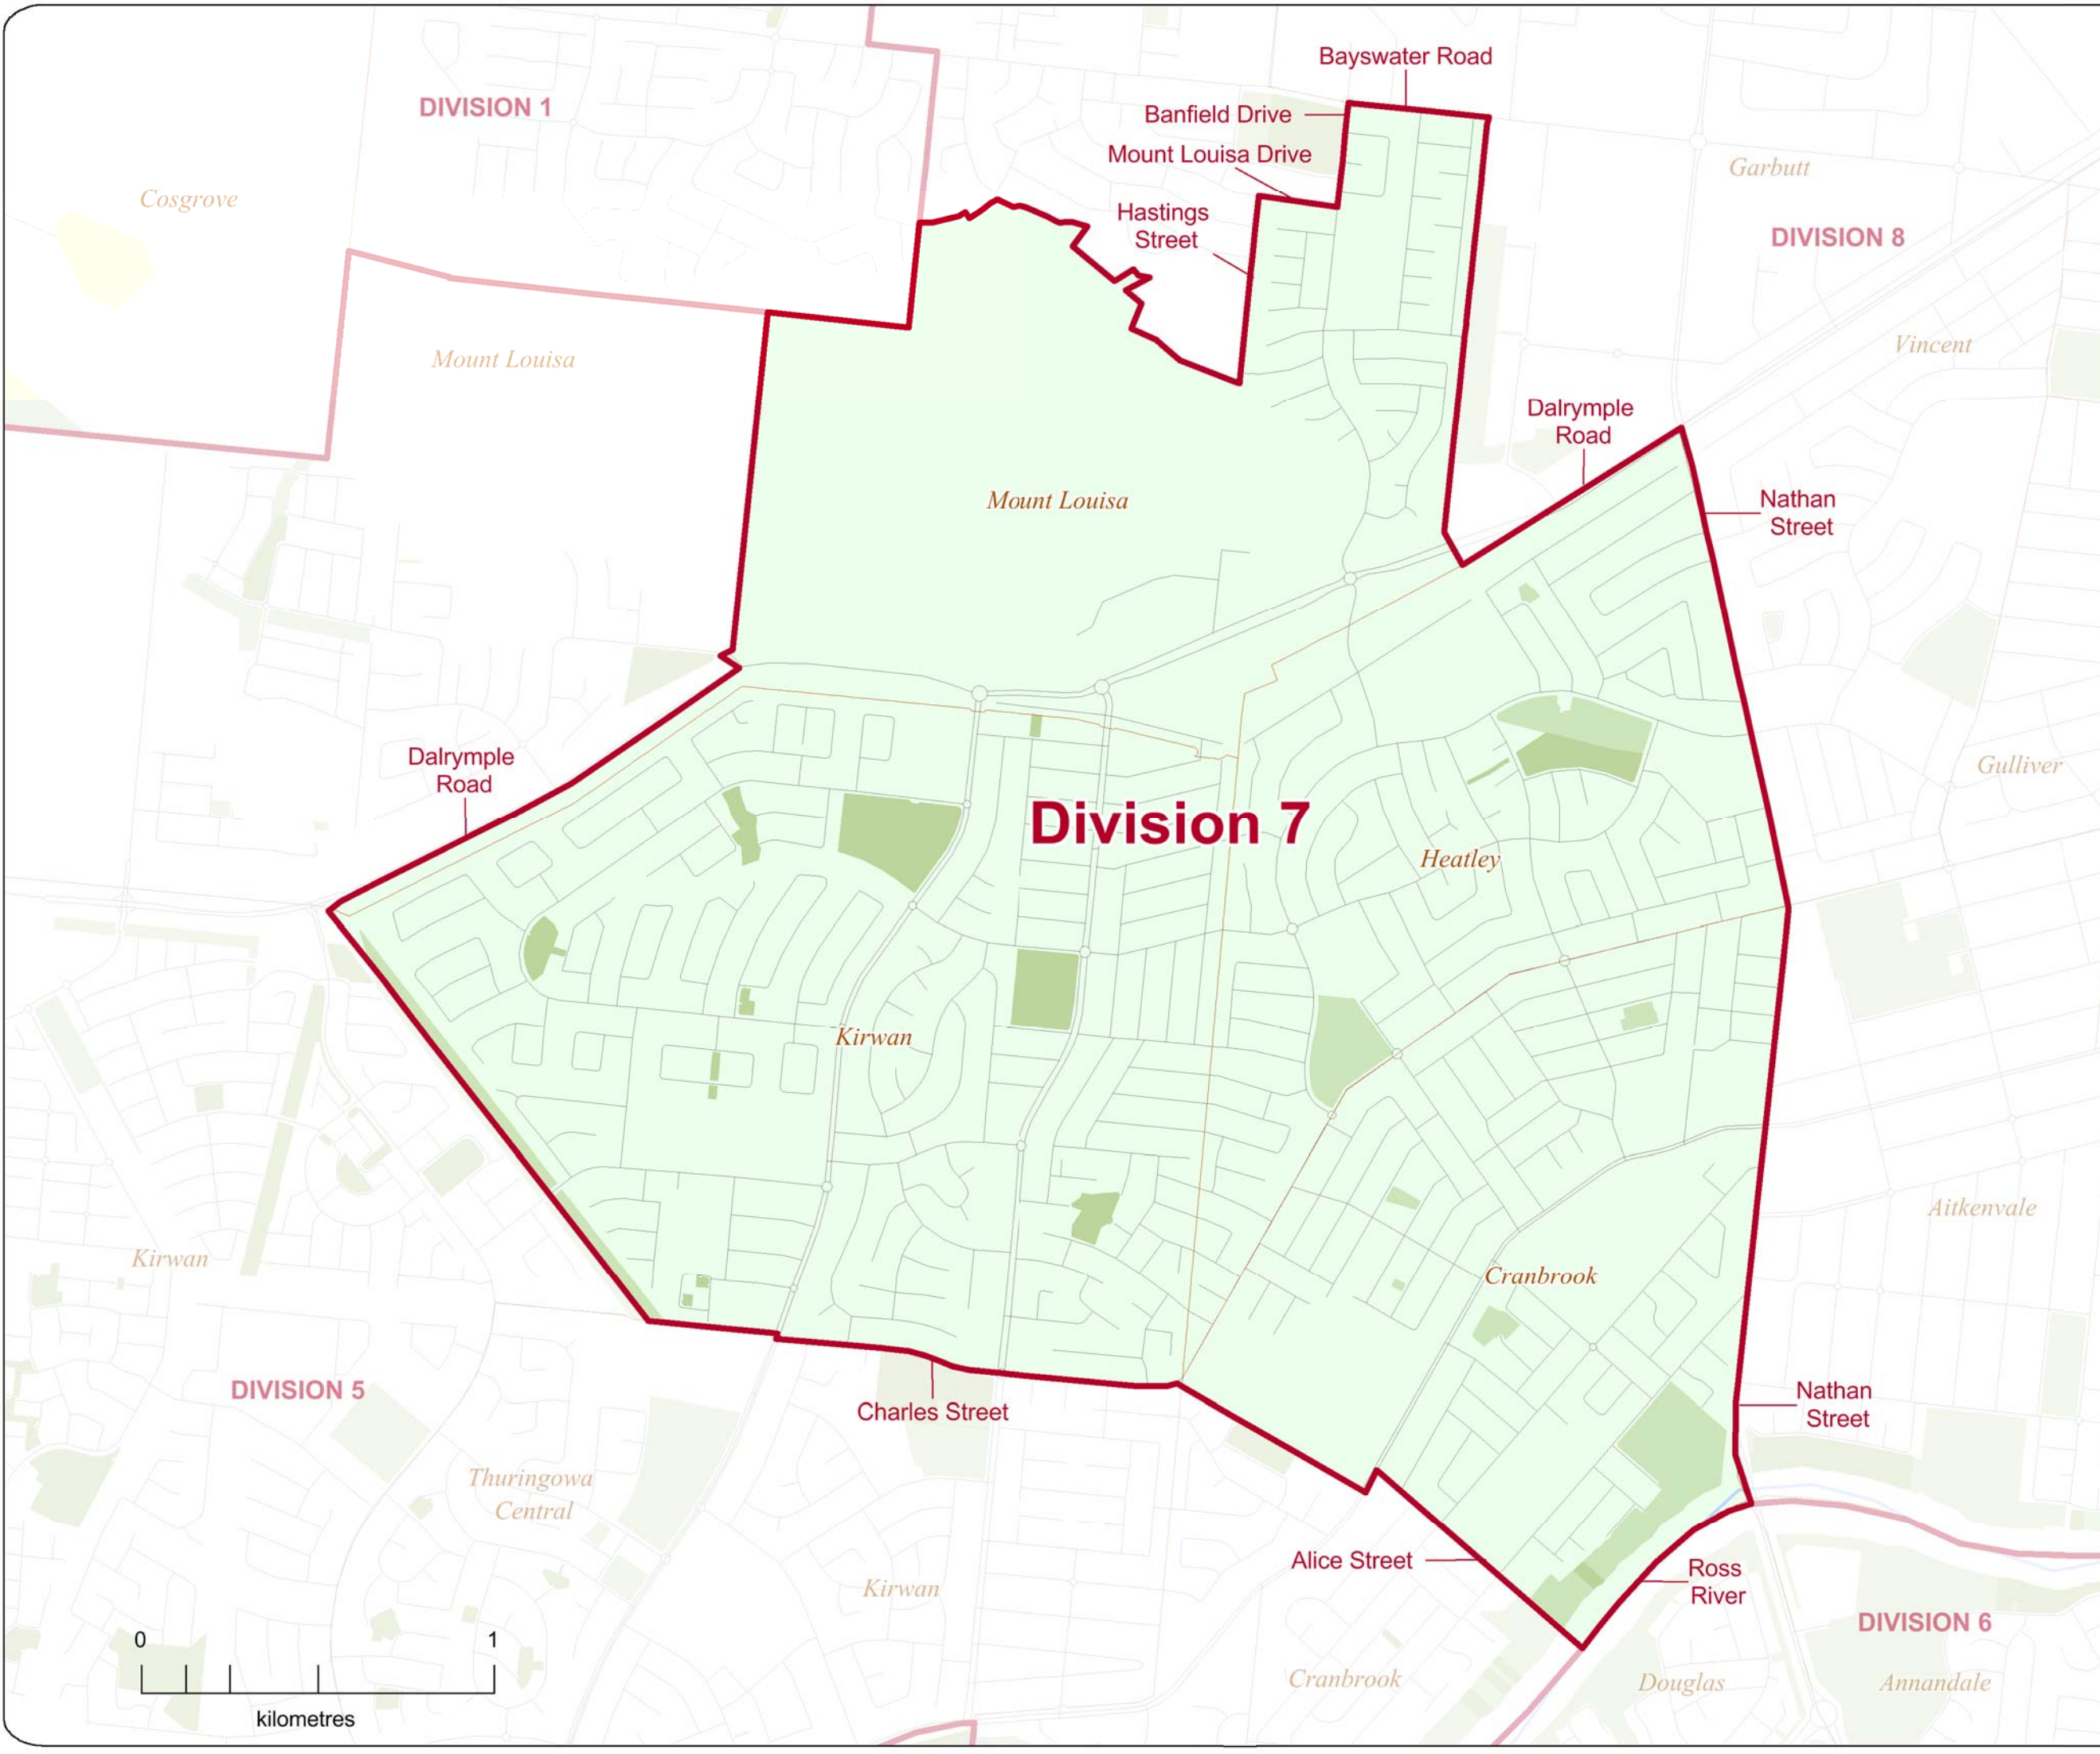 Bayswater Road
DIVISION 1
Banfield Drive
Mount Louisa Drive
Garbutt
Cosgrove
Hastings
Street
DIVISION 8
Vincent
Mount Louisa
Dalrymple
Road
Mount Louisa
Nathan
Street
Dalrymple
Road
Gulliver
Division 7
Heatley
Kirwan
Aitkenvale
Kirwan
Cranbrook
DIVISION 5
Nathan
Street
Charles Street
Thuringowa
Central
Alice Street
Ross
River
Kirwan
DIVISION 6
0 1
Cranbrook
Douglas
Annandale
kilometres